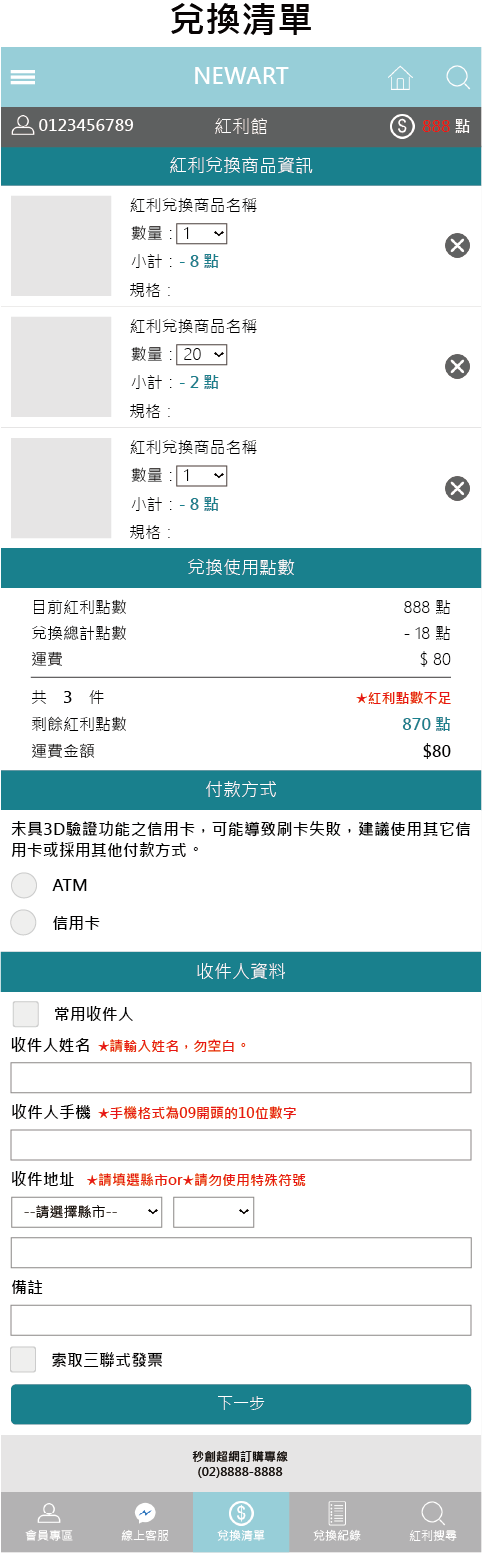 兌換清單
NEWART
0123456789 紅利館 888 點
紅利兌換商品資訊
紅利兌換商品名稱
數量：1
小計：- 8 點
規格：
紅利兌換商品名稱
數量：20
小計：- 2 點
規格：
紅利兌換商品名稱
數量：1
小計：- 8 點
規格：
兌換使用點數
目前紅利點數 888 點
兌換總計點數 - 18 點
運費 $ 80
共 3 件 ★紅利點數不足
剩餘紅利點數 870 點
運費金額 $80
付款方式
未具3D驗證功能之信用卡，可能導致刷卡失敗，建議使用其它信
用卡或採用其他付款方式。
ATM
信用卡
收件人資料
常用收件人
收件人姓名 ★請輸入姓名，勿空白。
收件人手機 ★手機格式為09開頭的10位數字
收件地址 ★請填選縣市or★請勿使用特殊符號
--請選擇縣市--
備註
索取三聯式發票
下一步
秒創超網訂購專線
(02)8888-8888
會員專區 線上客服 兌換清單 兌換紀錄 紅利搜尋